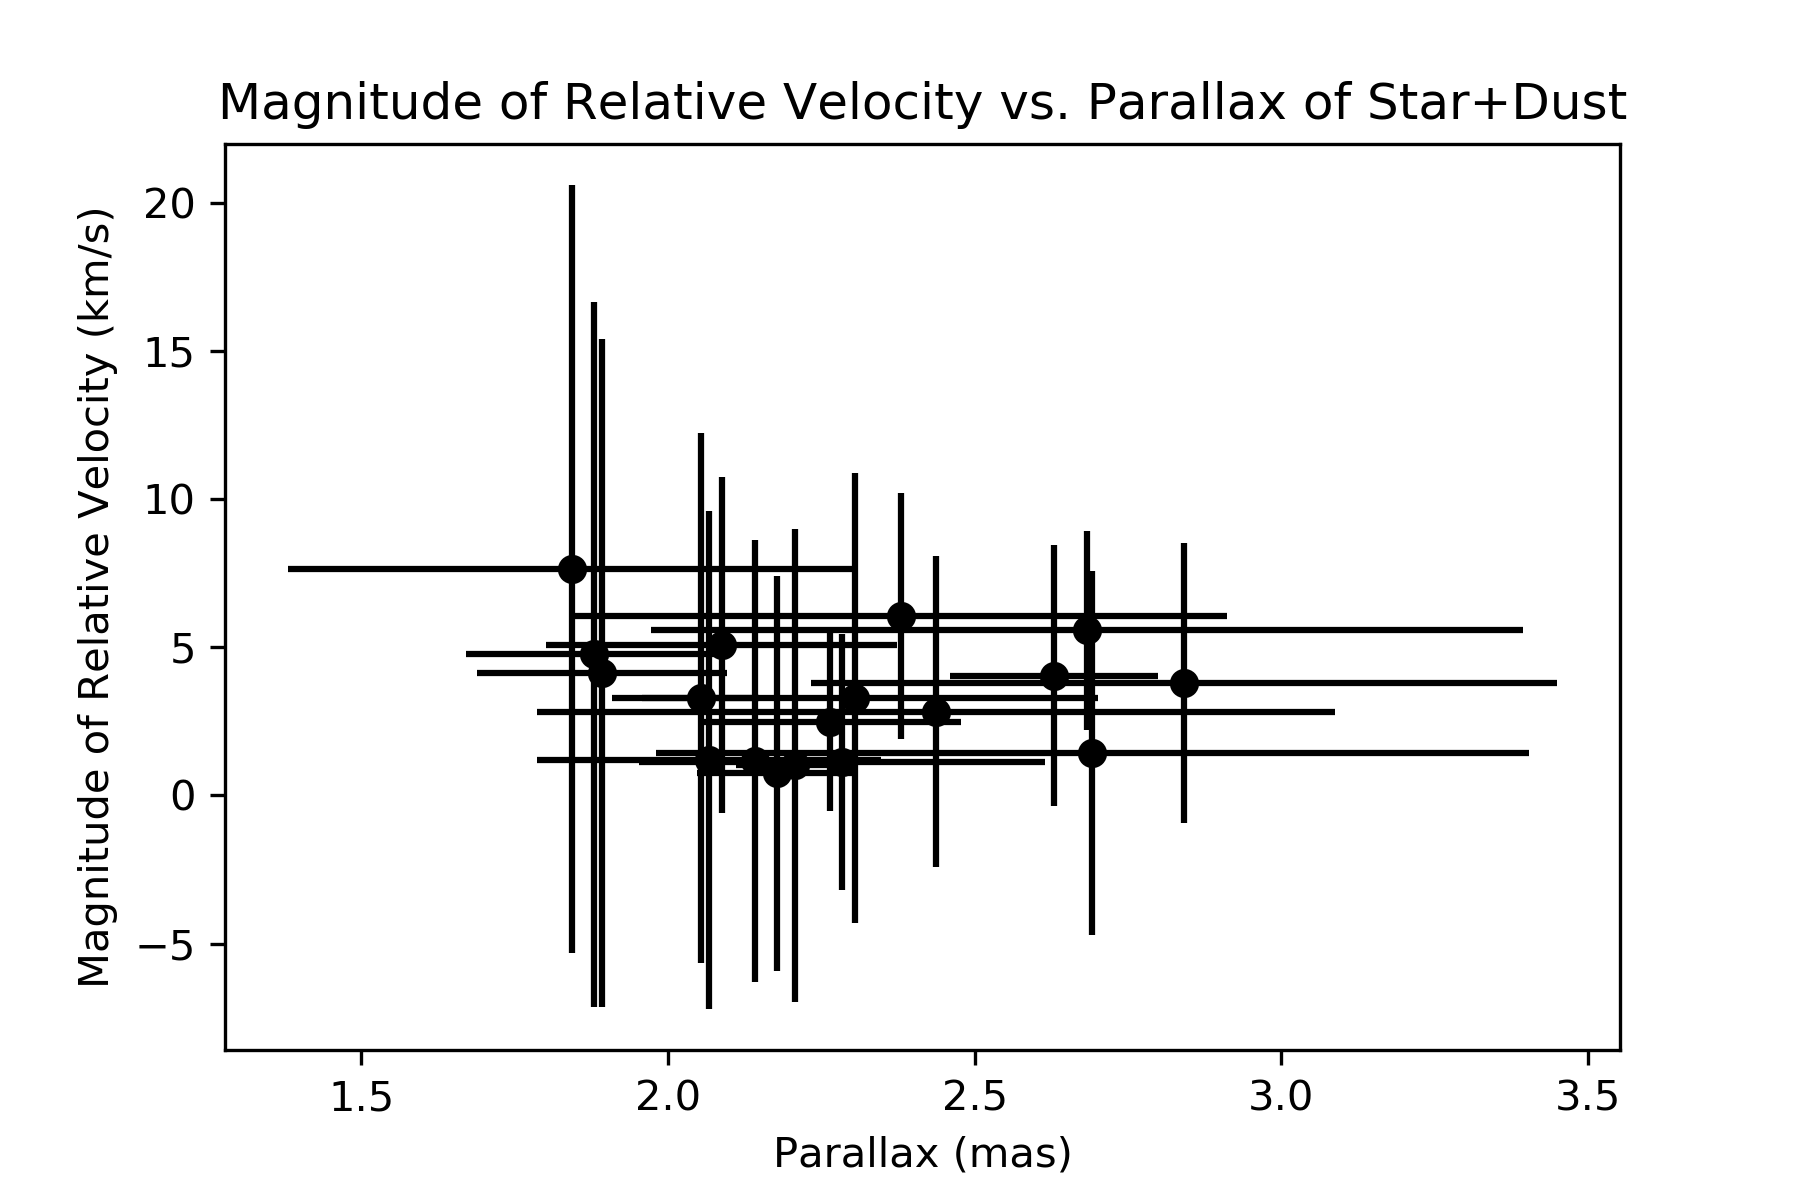 Magnitude of Relative Velocity vs. Parallax of Star+Dust
Magnitude of Relative Velocity (km/s)
20
15
10
5
0
−5
1.5 2.0 2.5 3.0 3.5
Parallax (mas)